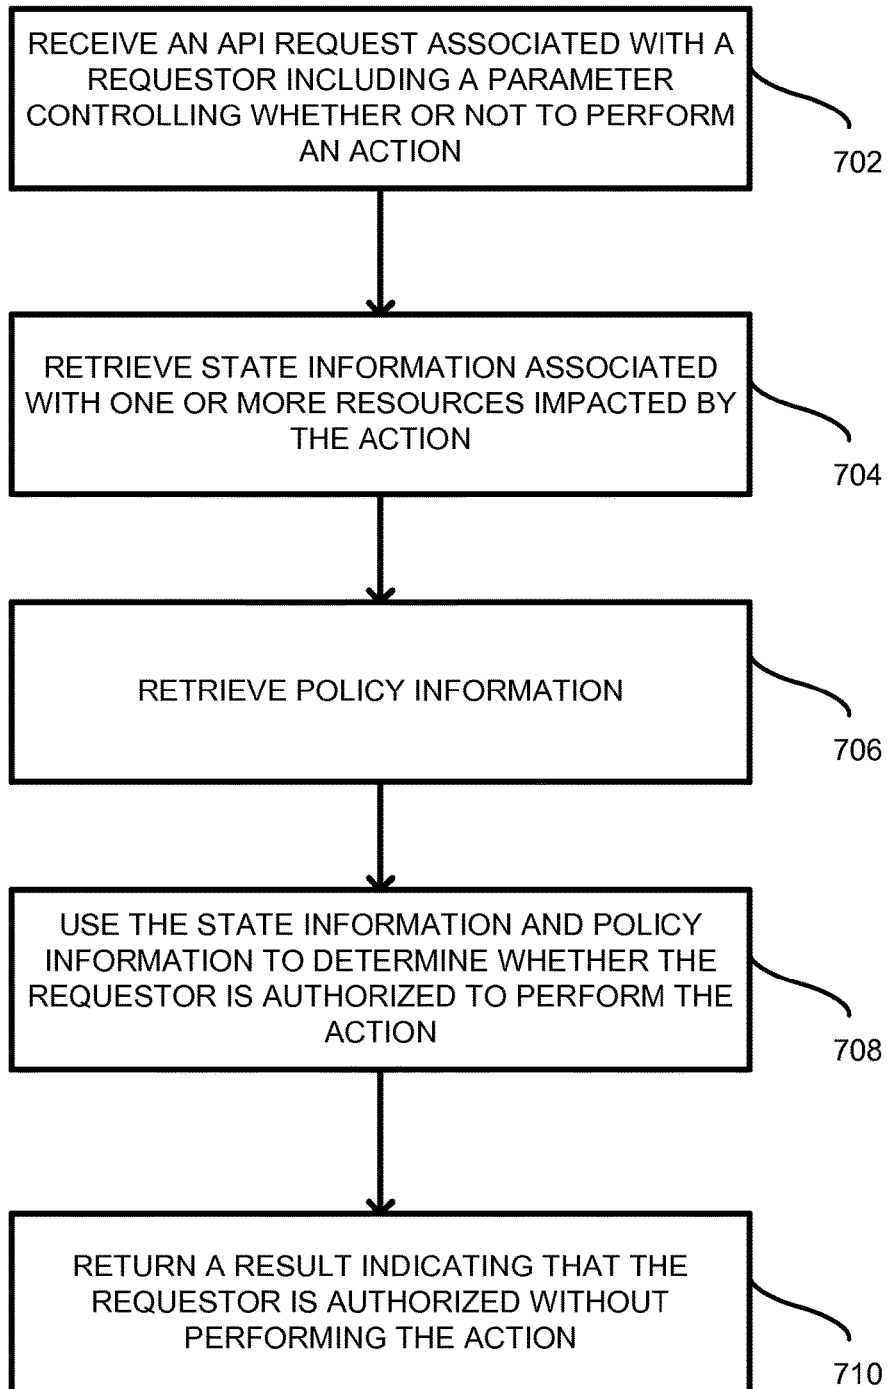 RECEIVE AN API REQUEST ASSOCIATED WITH A
REQUESTOR INCLUDING A PARAMETER
CONTROLLING WHETHER OR NOT TO PERFORM
AN ACTION
702
RETRIEVE STATE INFORMATION ASSOCIATED
WITH ONE OR MORE RESOURCES IMPACTED BY
THE ACTION
704
RETRIEVE POLICY INFORMATION
706
USE THE STATE INFORMATION AND POLICY
INFORMATION TO DETERMINE WHETHER THE
REQUESTOR IS AUTHORIZED TO PERFORM THE
ACTION
708
RETURN A RESULT INDICATING THAT THE
REQUESTOR IS AUTHORIZED WITHOUT
PERFORMING THE ACTION
710